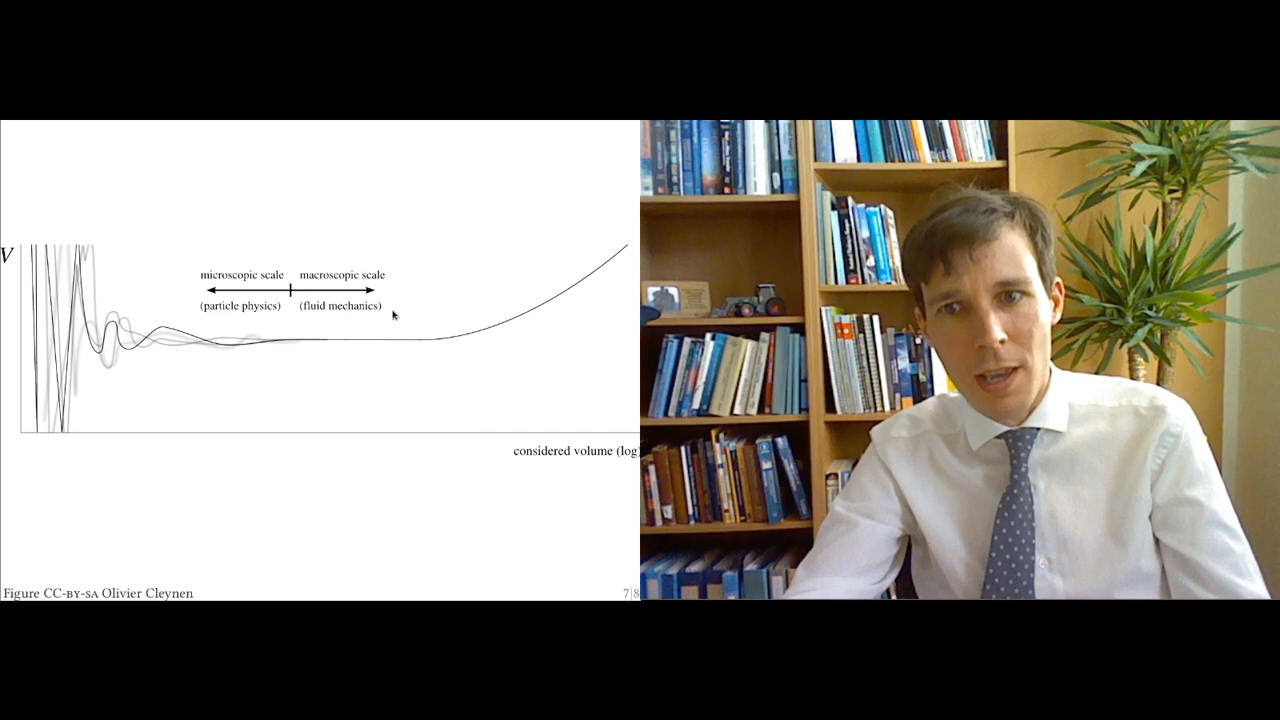 V
microscopic scale macroscopic scale
(particle physics) (fluid mechanics)
considered volume (log
Figure CC-BY-SA Olivier Cleynen
7|8